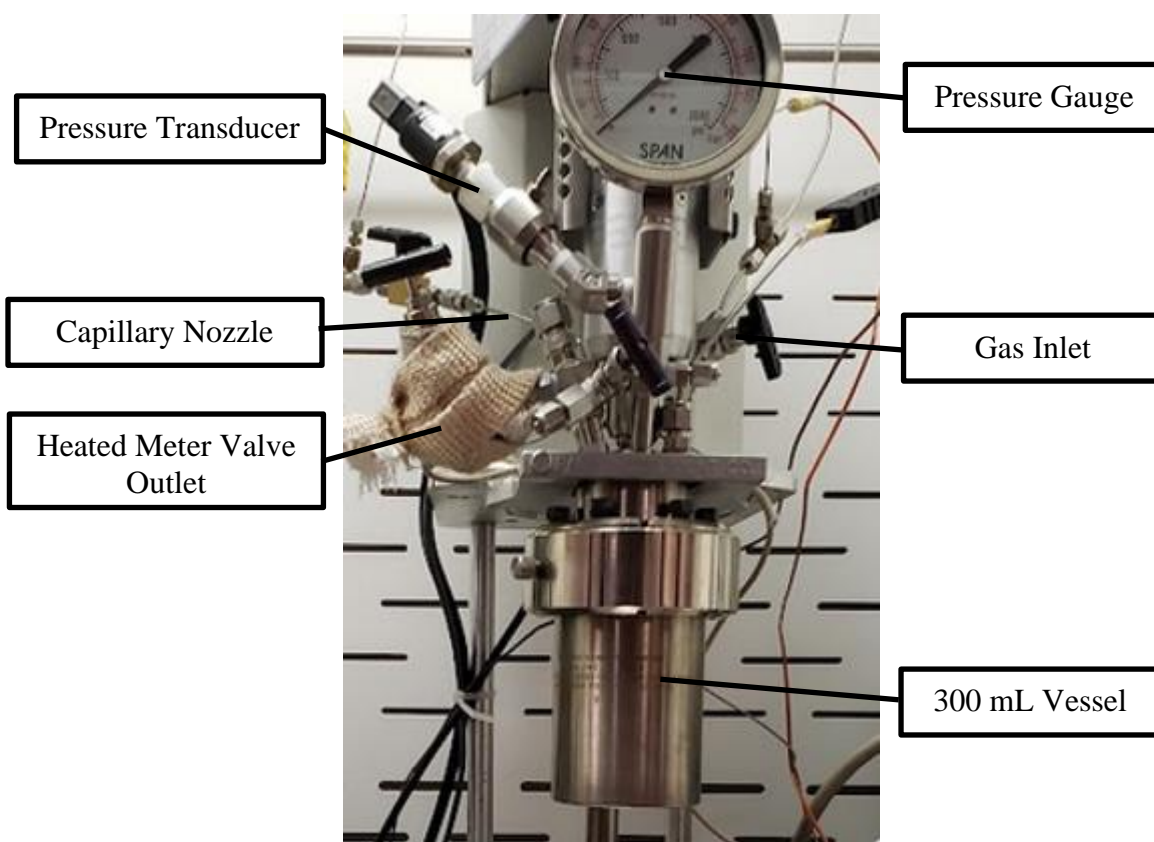 Pressure Gauge
Pressure Transducer
Capillary Nozzle
Gas Inlet
Heated Meter Valve
Outlet
300 mL Vessel
SPAN